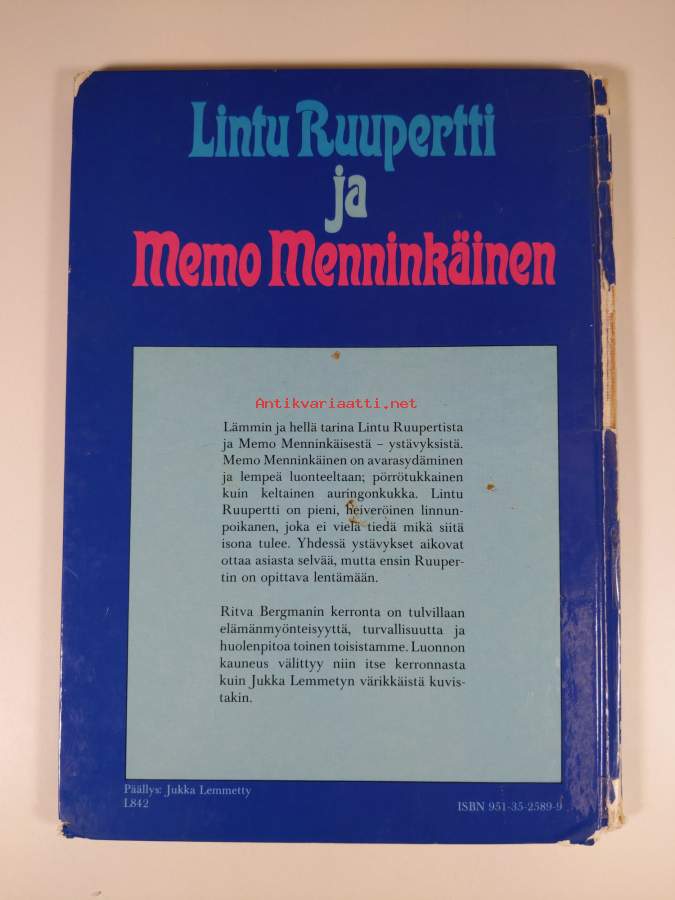 Lintu Ruupertti
ja
Memo Menninkäinen
Antikvariaatti.net
Lämmin ja hellä tarina Lintu Ruupertista
ja Memo Menninkäisestä – ystävyksistä.
Memo Menninkäinen on avarasydäminen
ja lempeä luonteeltaan; pörrötukkainen
kuin keltainen auringonkukka. Lintu
Ruupertti on pieni, heiveröinen linnun-
poikanen, joka ei vielä tiedä mikä siitä
isona tulee. Yhdessä ystävykset aikovat
ottaa asiasta selvää, mutta ensin Ruuper-
tin on opittava lentämään.
Ritva Bergmanin kerronta on tulvillaan
elämänmyönteisyyttä, turvallisuutta ja
huolenpitoa toinen toisistamme. Luonnon
kauneus välittyy niin itse kerronnasta
kuin Jukka Lemmetyn värikkäistä kuvis-
takin.
Päällys: Jukka Lemmetty
L842
ISBN 951-35-2589-9